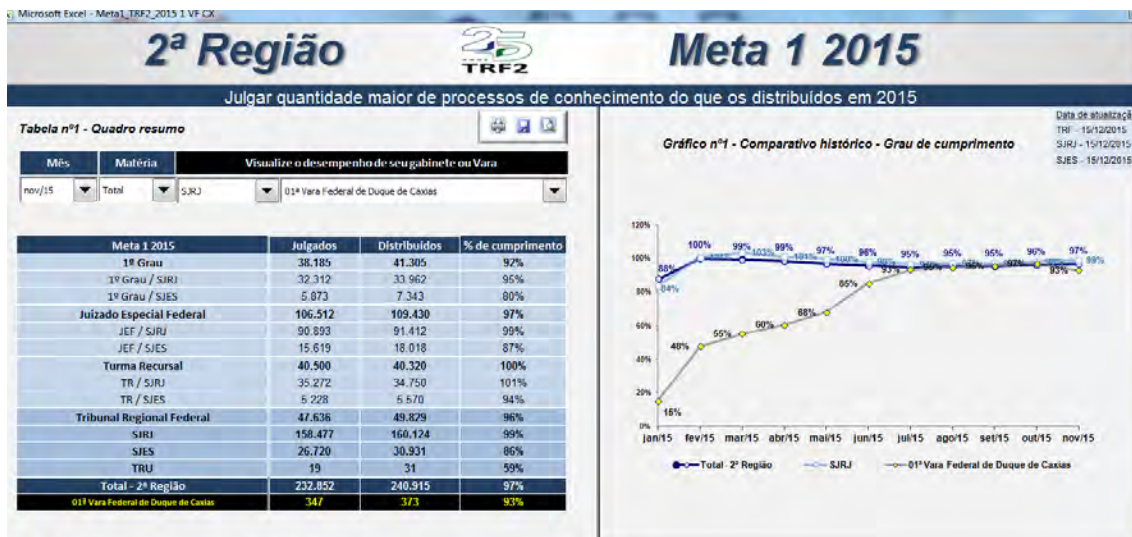 Microsoft Excel - Meta1_TRF2_2015 1 VF CX
2ª Região
25
TRF2
Meta 1 2015
Julgar quantidade maior de processos de conhecimento do que os distribuídos em 2015
Tabela nº1 - Quadro resumo
Mês Matéria Visualize o desempenho de seu gabinete ou Vara
nov/15 Total SJRJ 01ª Vara Federal de Duque de Caxias
Meta 1 2015 Julgados Distribuídos % de cumprimento
1º Grau 38.185 41.305 92%
1º Grau / SJRJ 32.312 33.962 95%
1º Grau / SJES 5.873 7.343 80%
Juizado Especial Federal 106.512 109.430 97%
JEF / SJRJ 90.893 91.412 99%
JEF / SJES 15.619 18.018 87%
Turma Recursal 40.500 40.320 100%
TR / SJRJ 35.272 34.750 101%
TR / SJES 5.228 5.570 94%
Tribunal Regional Federal 47.636 49.829 96%
SJRJ 158.477 160.124 99%
SJES 26.720 30.931 86%
TRU 19 31 59%
Total - 2ª Região 232.852 240.915 97%
01ª Vara Federal de Duque de Caxias 347 373 93%
Data de atualizaçã
TRF - 15/12/2015
SJRJ - 15/12/2015
SJES - 15/12/2015
Gráfico nº1 - Comparativo histórico - Grau de cumprimento
120%
100%
80%
60%
40%
20%
0%
88% 100% 99% 99% 97% 96% 95% 95% 95% 96% 97%
84% 103% 101% 100% 99%
15% 48% 55% 60% 68% 85% 93% 97% 93%
jan/15 fev/15 mar/15 abr/15 mai/15 jun/15 jul/15 ago/15 set/15 out/15 nov/15
Total - 2ª Região SJRJ 01ª Vara Federal de Duque de Caxias